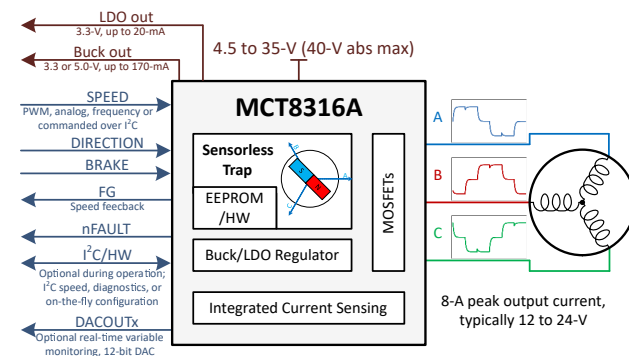 LDO out
3.3-V, up to 20-mA
Buck out
3.3 or 5.0-V, up to 170-mA
4.5 to 35-V (40-V abs max)
SPEED
PWM, analog, frequency or
commanded over I²C
DIRECTION
BRAKE
FG
Speed feecback
nFAULT
I²C/HW
Optional during operation;
I²C speed, diagnostics, or
on-the-fly configuration
DACOUTx
Optional real-time variable
monitoring, 12-bit DAC
MCT8316A
Sensorless
Trap
EEPROM
/HW
B
A
C
S
N
MOSFETs
Buck/LDO Regulator
Integrated Current Sensing
A
B
C
8-A peak output current,
typically 12 to 24-V